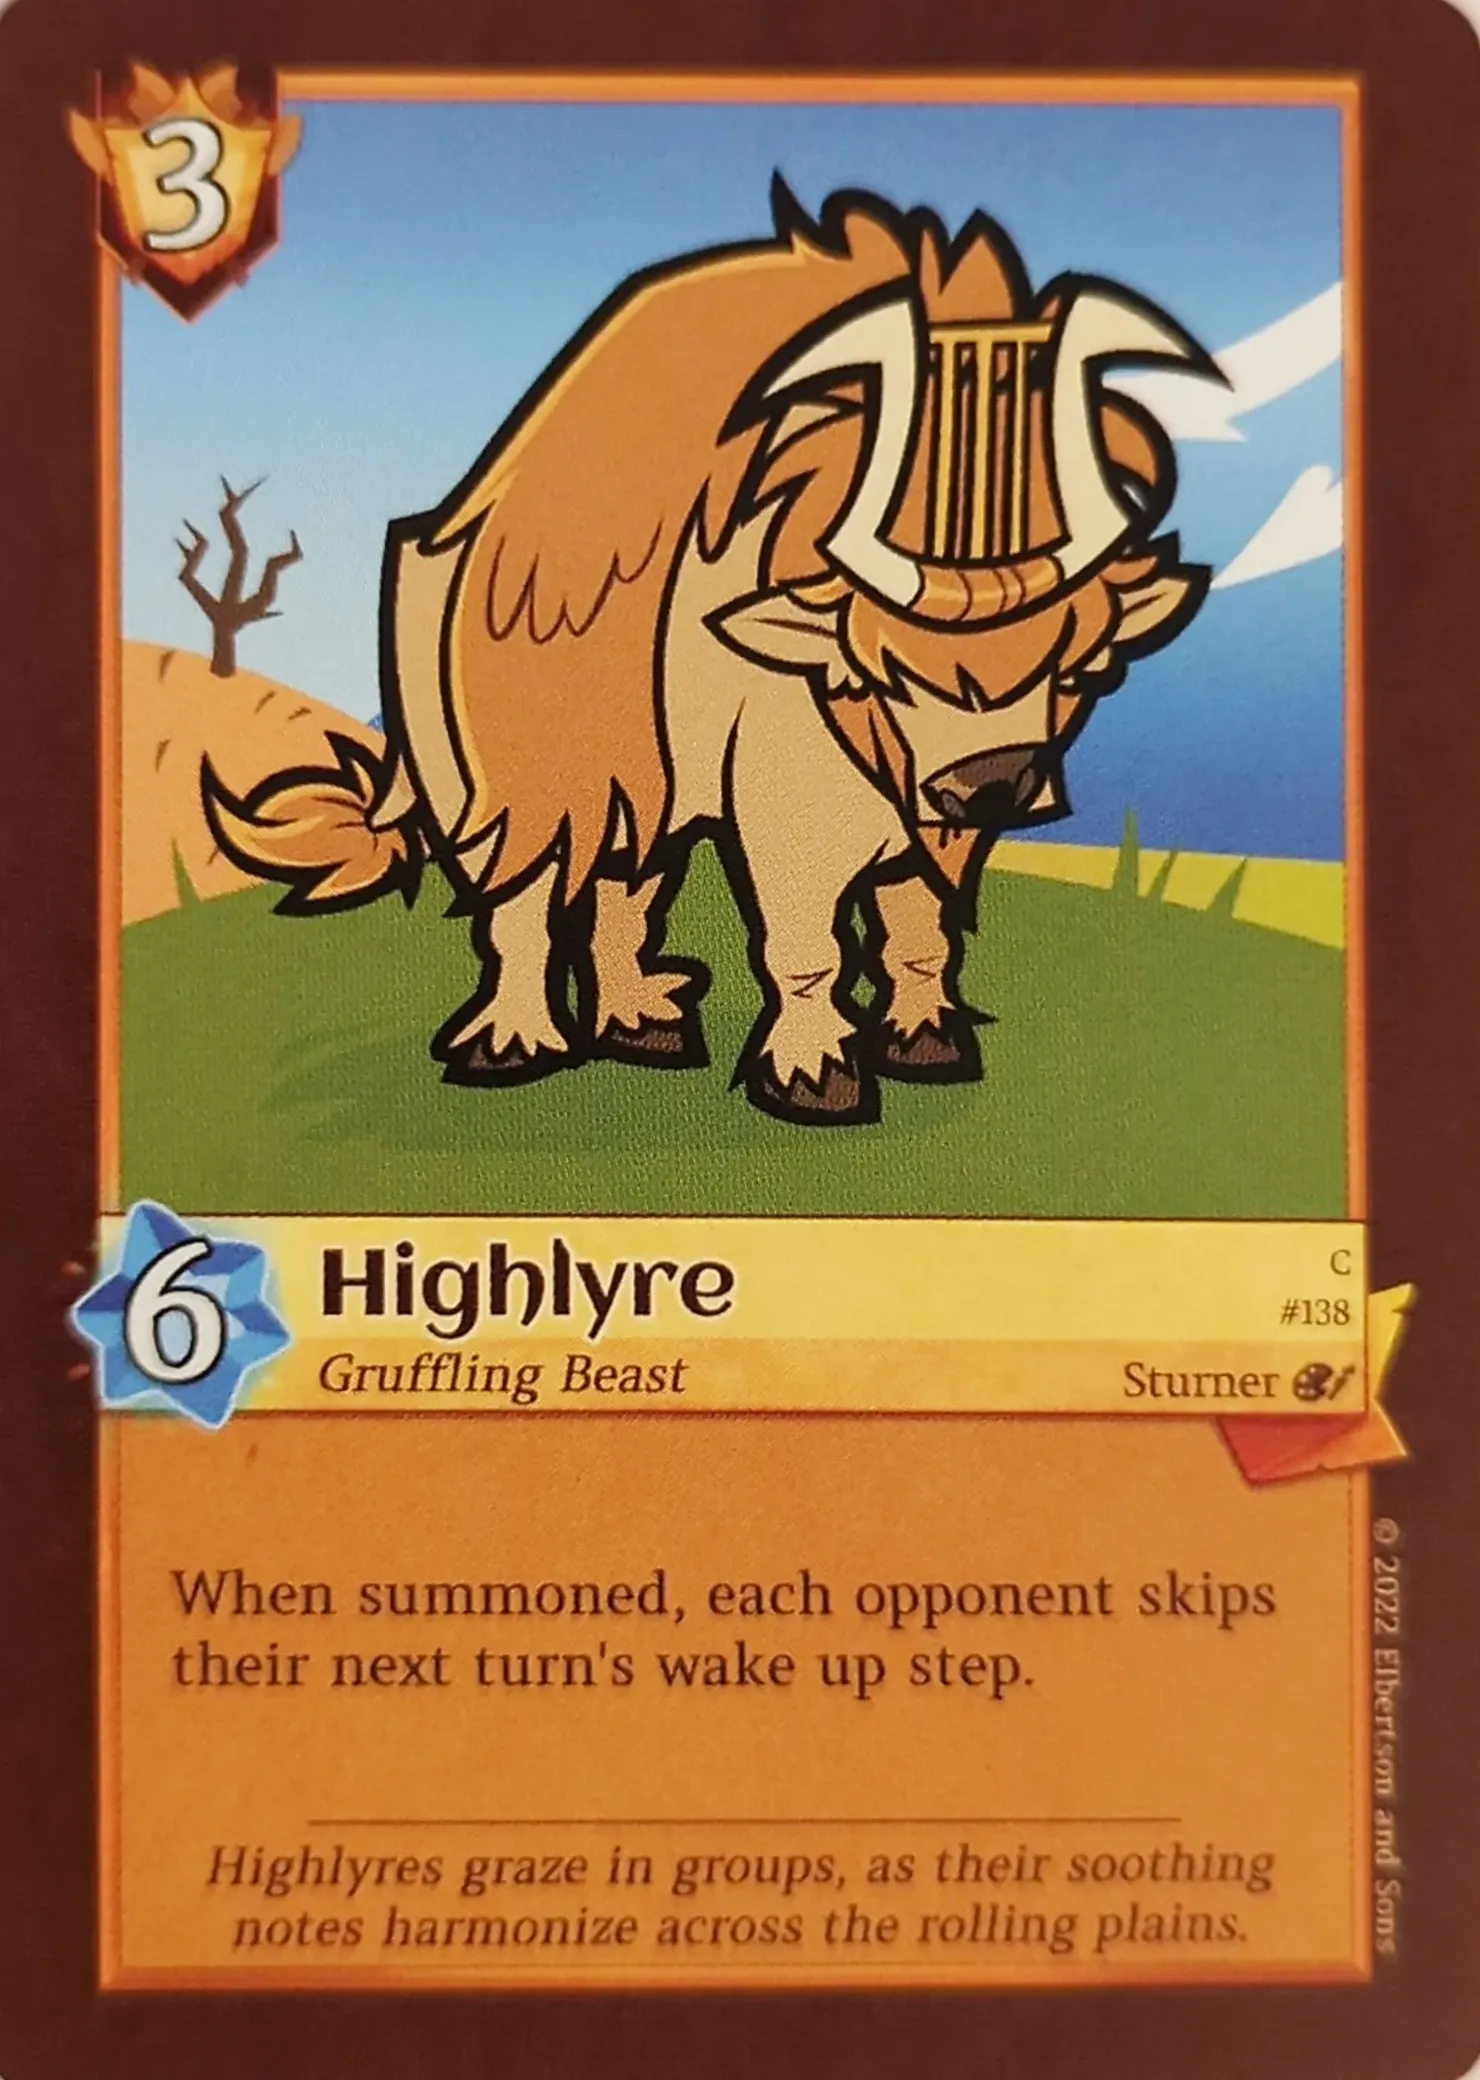 3
6
Highlyre
C
#138
Gruffling Beast
Sturner
When summoned, each opponent skips
their next turn's wake up step.
Highlyres graze in groups, as their soothing
notes harmonize across the rolling plains.
© 2022 Elbertson and Sons